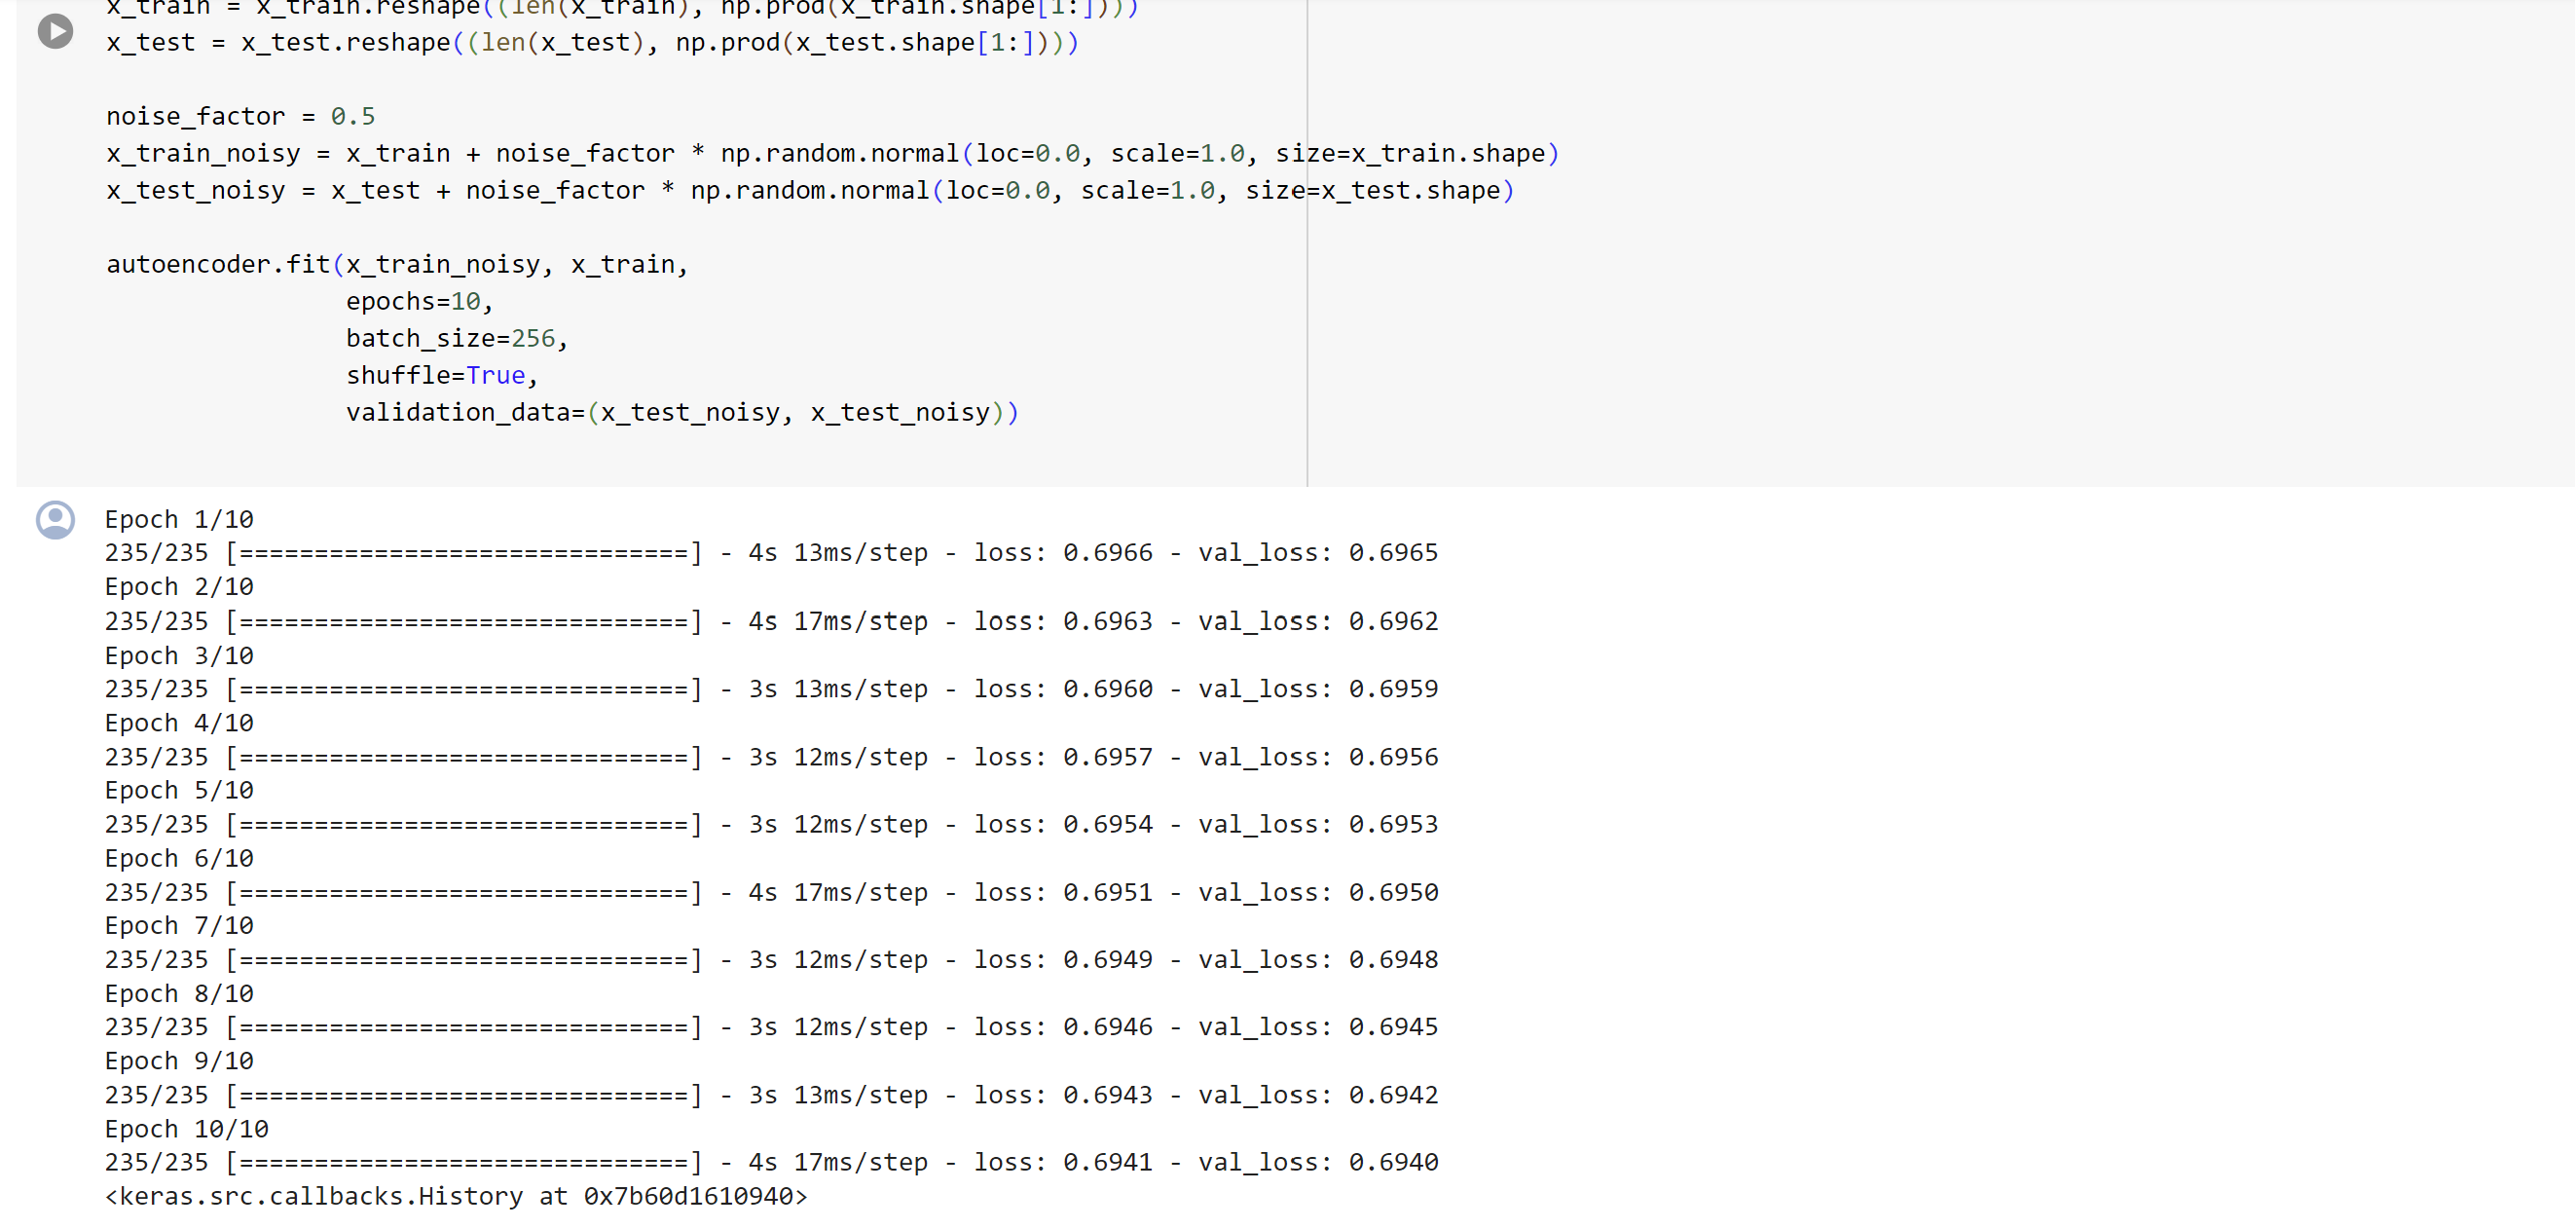 x_train = x_train.reshape((len(x_train), np.prod(x_train.shape[1:])))
x_test = x_test.reshape((len(x_test), np.prod(x_test.shape[1:])))
noise_factor = 0.5
x_train_noisy = x_train + noise_factor * np.random.normal(loc=0.0, scale=1.0, size=x_train.shape)
x_test_noisy = x_test + noise_factor * np.random.normal(loc=0.0, scale=1.0, size=x_test.shape)
autoencoder.fit(x_train_noisy, x_train,
epochs=10,
batch_size=256,
shuffle=True,
validation_data=(x_test_noisy, x_test_noisy))
Epoch 1/10
235/235 [==============================] - 4s 13ms/step - loss: 0.6966 - val_loss: 0.6965
Epoch 2/10
235/235 [==============================] - 4s 17ms/step - loss: 0.6963 - val_loss: 0.6962
Epoch 3/10
235/235 [==============================] - 3s 13ms/step - loss: 0.6960 - val_loss: 0.6959
Epoch 4/10
235/235 [==============================] - 3s 12ms/step - loss: 0.6957 - val_loss: 0.6956
Epoch 5/10
235/235 [==============================] - 3s 12ms/step - loss: 0.6954 - val_loss: 0.6953
Epoch 6/10
235/235 [==============================] - 4s 17ms/step - loss: 0.6951 - val_loss: 0.6950
Epoch 7/10
235/235 [==============================] - 3s 12ms/step - loss: 0.6949 - val_loss: 0.6948
Epoch 8/10
235/235 [==============================] - 3s 12ms/step - loss: 0.6946 - val_loss: 0.6945
Epoch 9/10
235/235 [==============================] - 3s 13ms/step - loss: 0.6943 - val_loss: 0.6942
Epoch 10/10
235/235 [==============================] - 4s 17ms/step - loss: 0.6941 - val_loss: 0.6940
<keras.src.callbacks.History at 0x7b60d1610940>